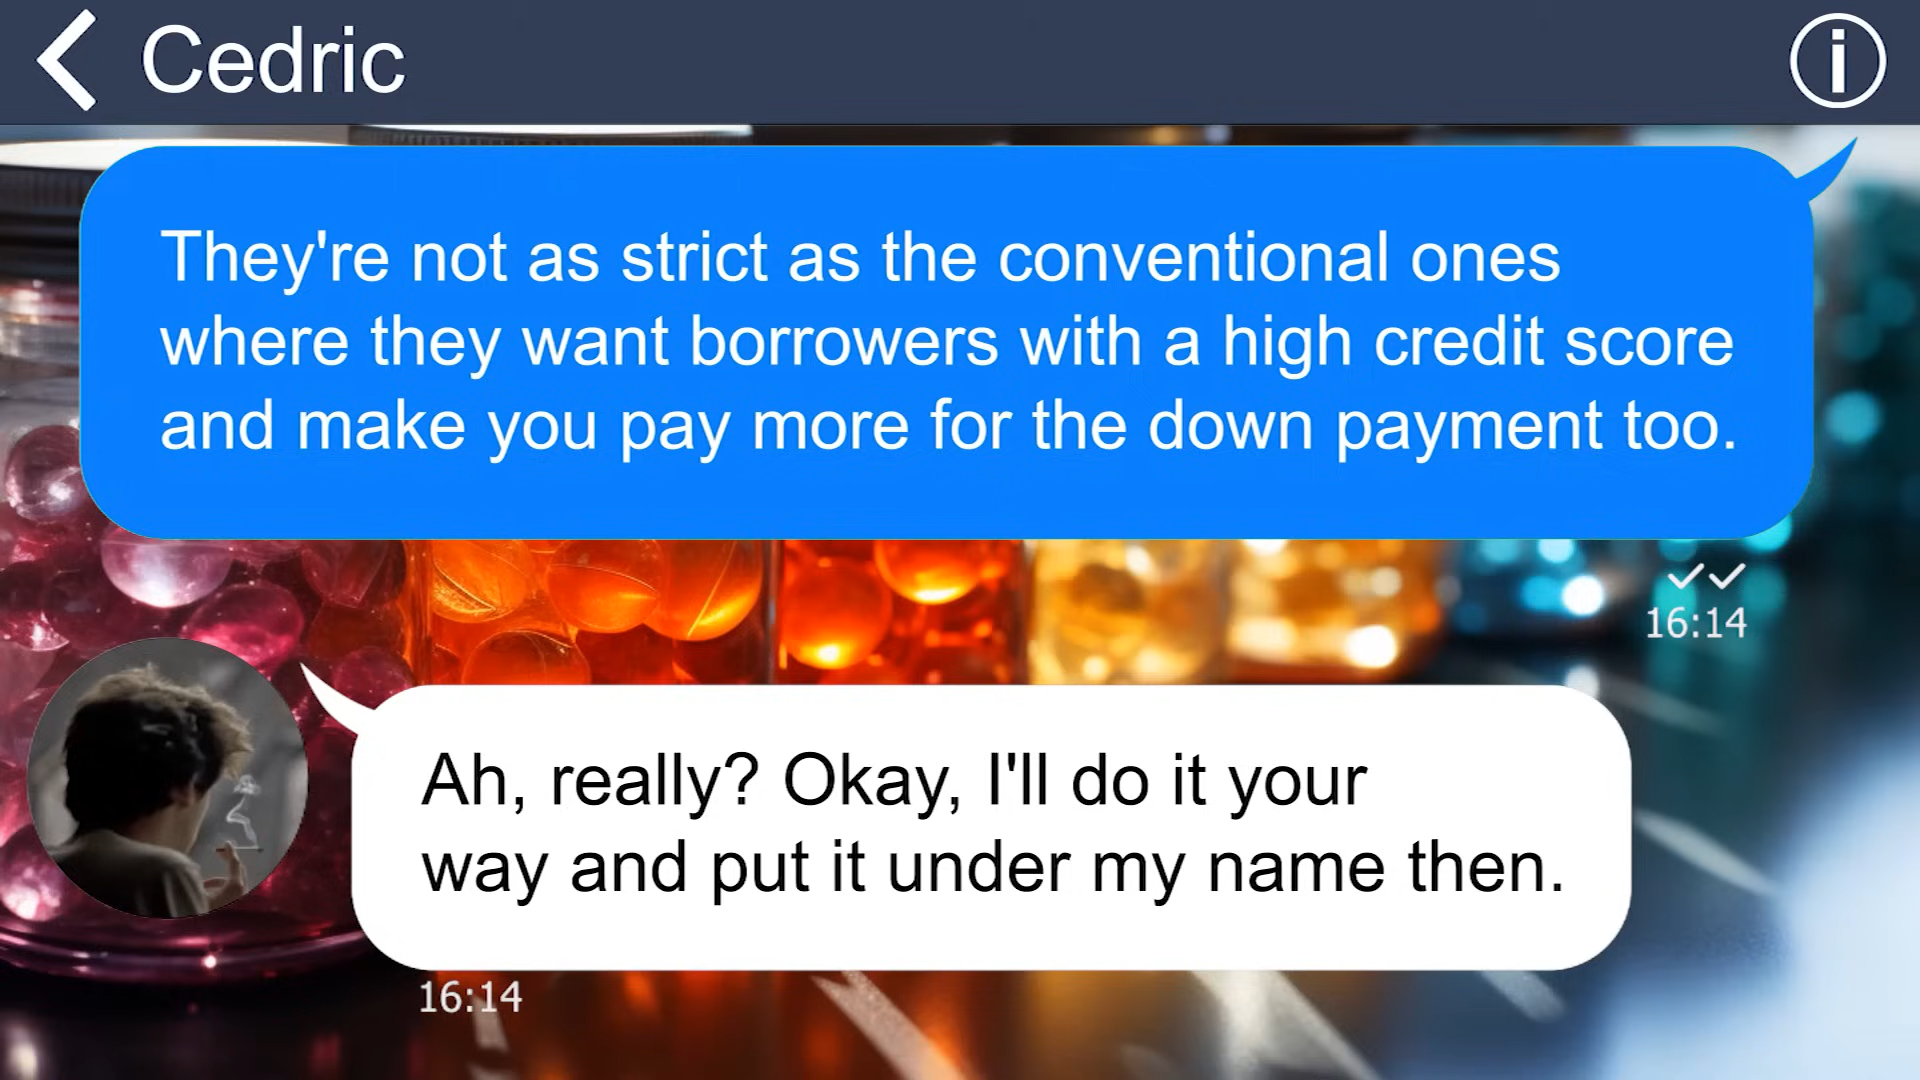 Cedric
They're not as strict as the conventional ones
where they want borrowers with a high credit score
and make you pay more for the down payment too.
16:14
Ah, really? Okay, I'll do it your
way and put it under my name then.
16:14